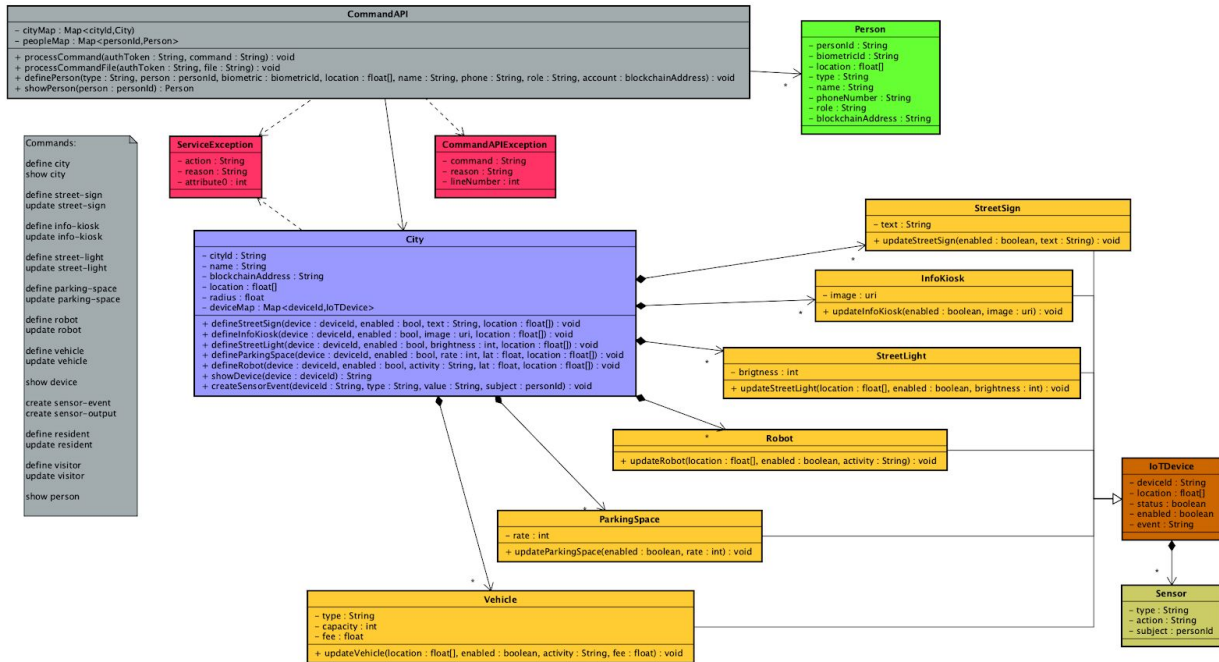 CommandAPI
– cityMap : Map<cityId,City)
– peopleMap : Map<personId,Person>
+ processCommand(authToken : String, command : String) : void
+ processCommandFile(authToken : String, file : String) : void
+ definePerson(type : String, person : personId, biometric : biometricId, location : float[], name : String, phone : String, role : String, account : blockchainAddress) : void
+ showPerson(person : personId) : Person
Person
– personId : String
– biometricId : String
– location : float[]
– type : String
– name : String
– phoneNumber : String
– role : String
– blockchainAddress : String
*
Commands:
define city
show city
define street-sign
update street-sign
define info-kiosk
update info-kiosk
define street-light
update street-light
define parking-space
update parking-space
define robot
update robot
define vehicle
update vehicle
show device
create sensor-event
create sensor-output
define resident
update resident
define visitor
update visitor
show person
ServiceException
– action : String
– reason : String
– attribute0 : int
CommandAPIException
– command : String
– reason : String
– lineNumber : int
City
– cityId : String
– name : String
– blockchainAddress : String
– location : float[]
– radius : float
– deviceMap : Map<deviceId,IoTDevice>
+ defineStreetSign(device : deviceId, enabled : bool, text : String, location : float[]) : void
+ defineInfoKiosk(device : deviceId, enabled : bool, image : uri, location : float[]) : void
+ defineStreetLight(device : deviceId, enabled : bool, brightness : int, location : float[]) : void
+ defineParkingSpace(device : deviceId, enabled : bool, rate : int, lat : float, location : float[]) : void
+ defineRobot(device : deviceId, enabled : bool, activity : String, lat : float, location : float[]) : void
+ showDevice(device : deviceId) : String
+ createSensorEvent(deviceId : String, type : String, value : String, subject : personId) : void
StreetSign
– text : String
+ updateStreetSign(enabled : boolean, text : String) : void
*
InfoKiosk
– image : uri
+ updateInfoKiosk(enabled : boolean, image : uri) : void
*
StreetLight
– brigtness : int
+ updateStreetLight(location : float[], enabled : boolean, brightness : int) : void
*
Robot
+ updateRobot(location : float[], enabled : boolean, activity : String) : void
*
IoTDevice
– deviceId : String
– location : float[]
– status : boolean
– enabled : boolean
– event : String
ParkingSpace
– rate : int
+ updateParkingSpace(enabled : boolean, rate : int) : void
*
Sensor
– type : String
– action : String
– subject : personId
*
Vehicle
– type : String
– capacity : int
– fee : float
+ updateVehicle(location : float[], enabled : boolean, activity : String, fee : float) : void
*